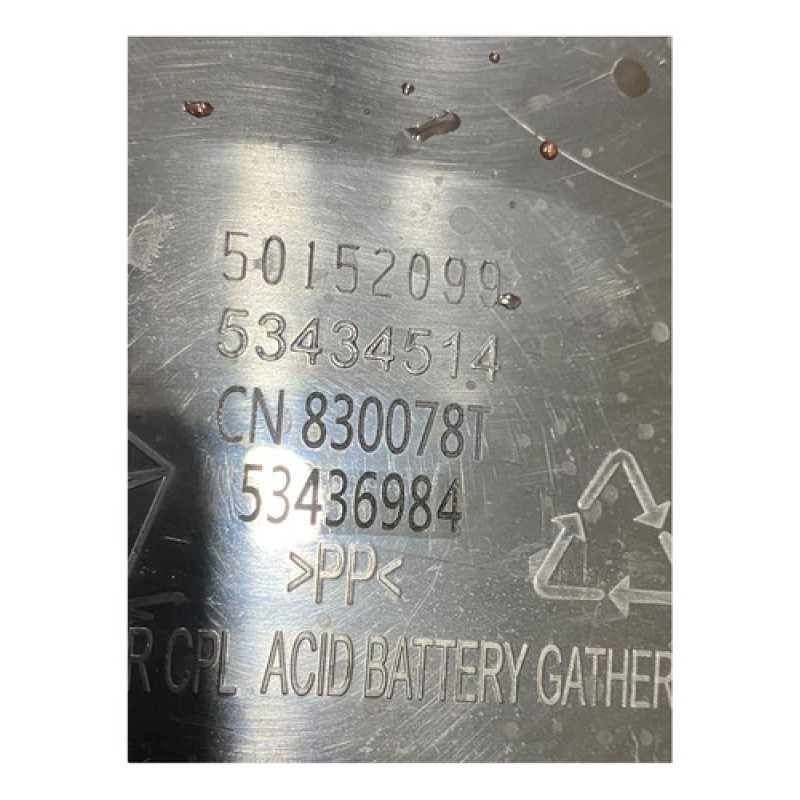 50152099
53434514
CN 830078T
53436984
>PP<
R CPL ACID BATTERY GATHER